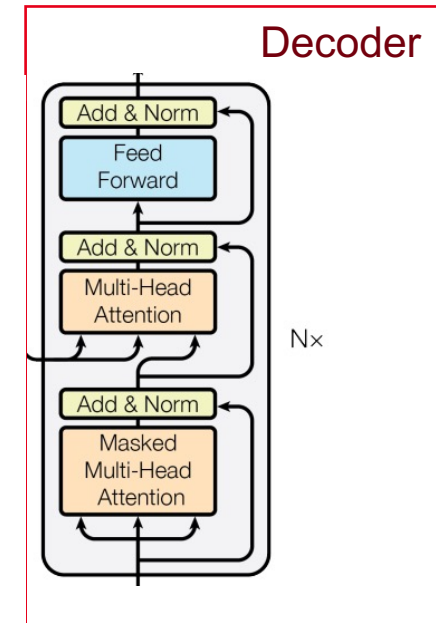 Decoder
Add & Norm
Feed
Forward
Add & Norm
Multi-Head
Attention
N×
Add & Norm
Masked
Multi-Head
Attention